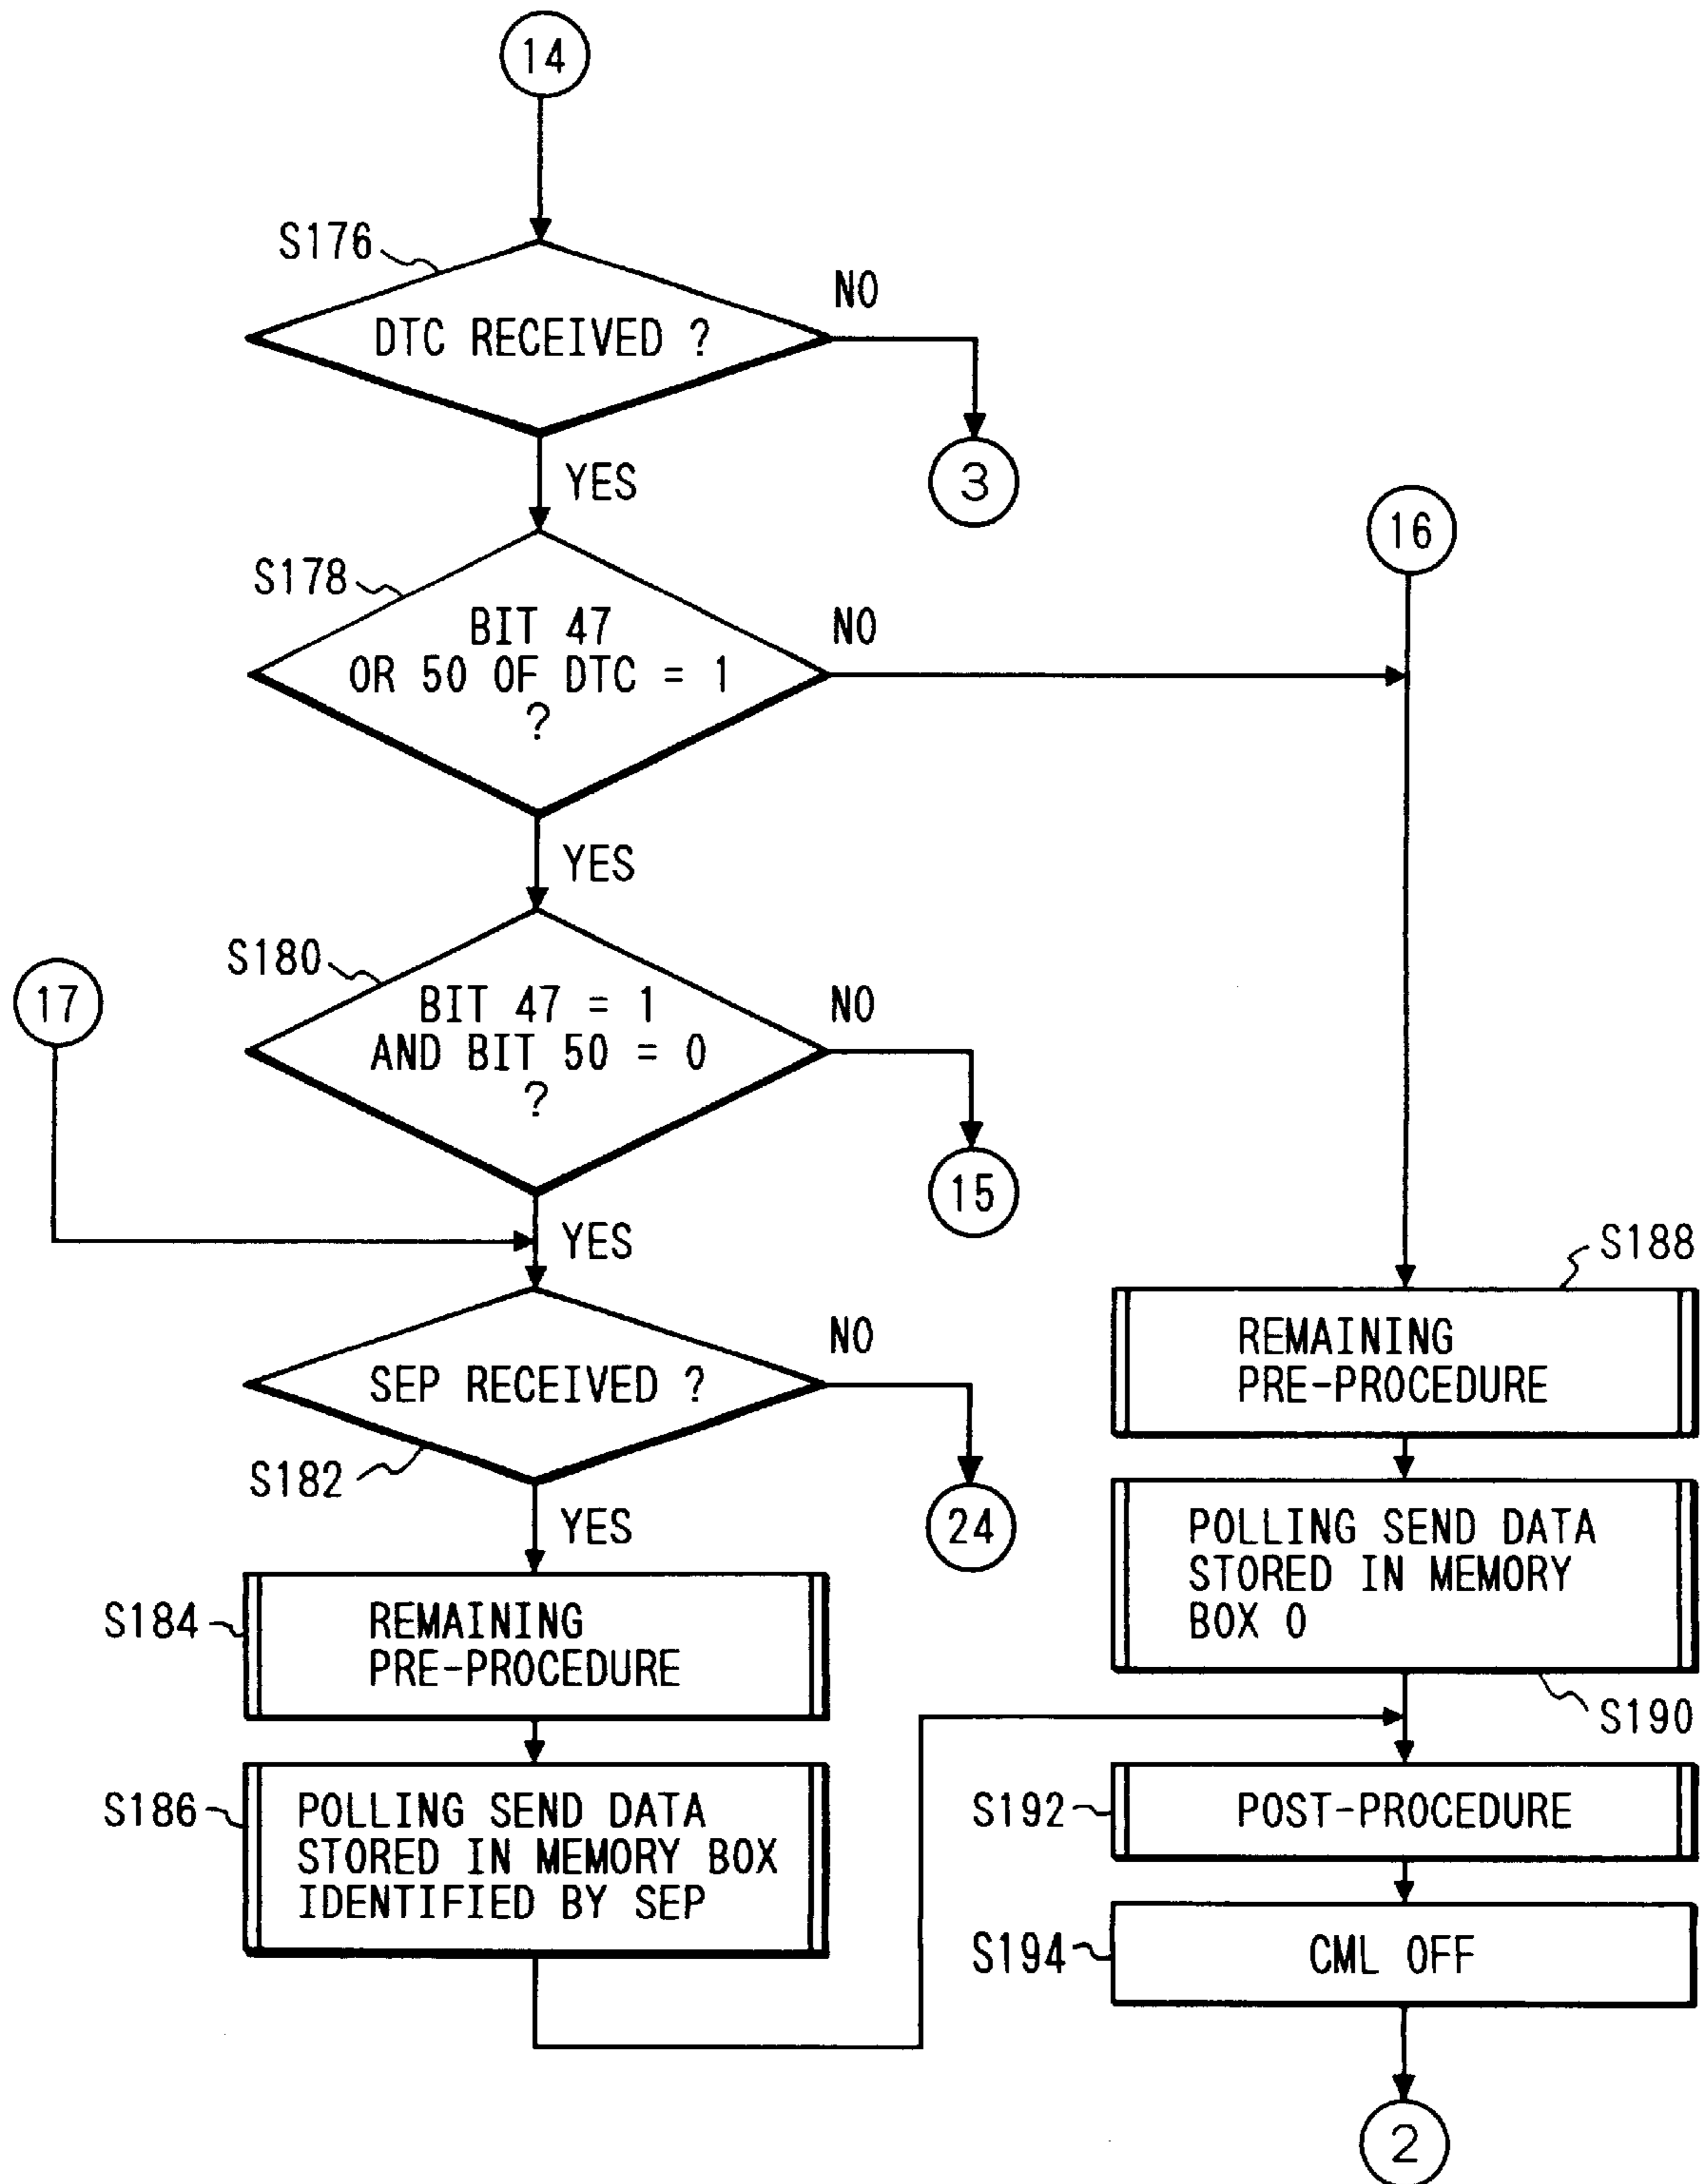 14
S176
DTC RECEIVED ?
NO
3
YES
16
S178
BIT 47
OR 50 OF DTC = 1
?
NO
YES
17
S180
BIT 47 = 1
AND BIT 50 = 0
?
NO
15
YES
SEP RECEIVED ?
NO
S182
24
YES
S184
REMAINING
PRE-PROCEDURE
S186
POLLING SEND DATA
STORED IN MEMORY BOX
IDENTIFIED BY SEP
S188
REMAINING
PRE-PROCEDURE
POLLING SEND DATA
STORED IN MEMORY
BOX 0
S190
S192
POST-PROCEDURE
S194
CML OFF
2